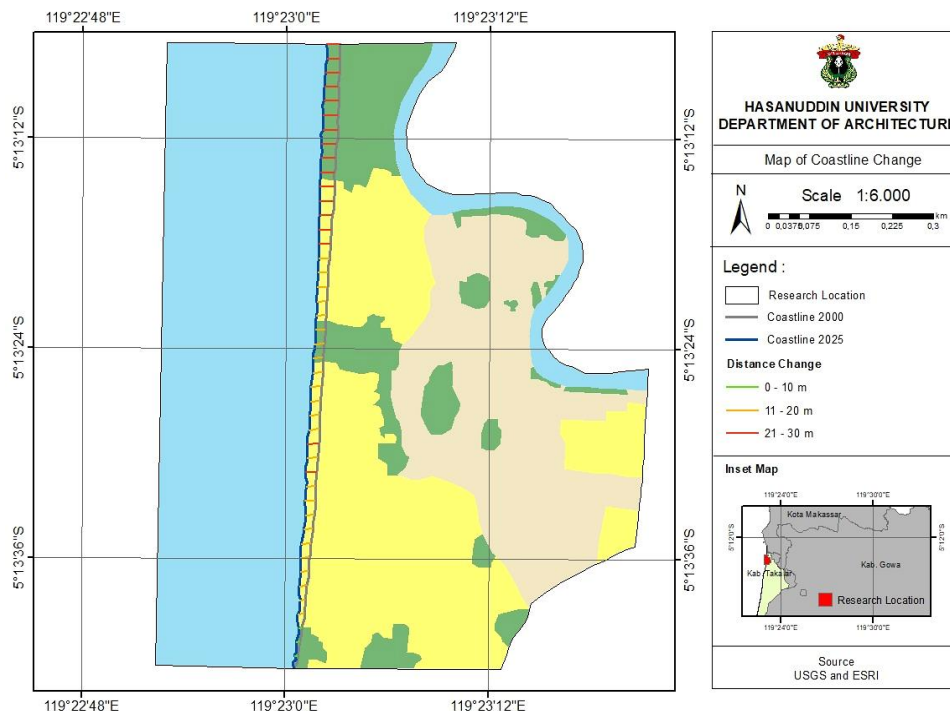 119°22'48"E
119°23'0"E
119°23'12"E
5°13'12"S
5°13'12"S
5°13'24"S
5°13'24"S
5°13'36"S
5°13'36"S
119°22'48"E
119°23'0"E
119°23'12"E
HASANUDDIN UNIVERSITY
DEPARTMENT OF ARCHITECTURE
Map of Coastline Change
N
Scale 1:6.000
km
0 0,0375 0,075 0,15 0,225 0,3
Legend :
Research Location
Coastline 2000
Coastline 2025
Distance Change
0 - 10 m
11 - 20 m
21 - 30 m
Inset Map
119°24'0"E
119°30'0"E
Kota Makassar
5°12'0"S
5°12'0"S
Kab. Gowa
Kab. Takalar
Research Location
119°24'0"E
119°30'0"E
Source
USGS and ESRI